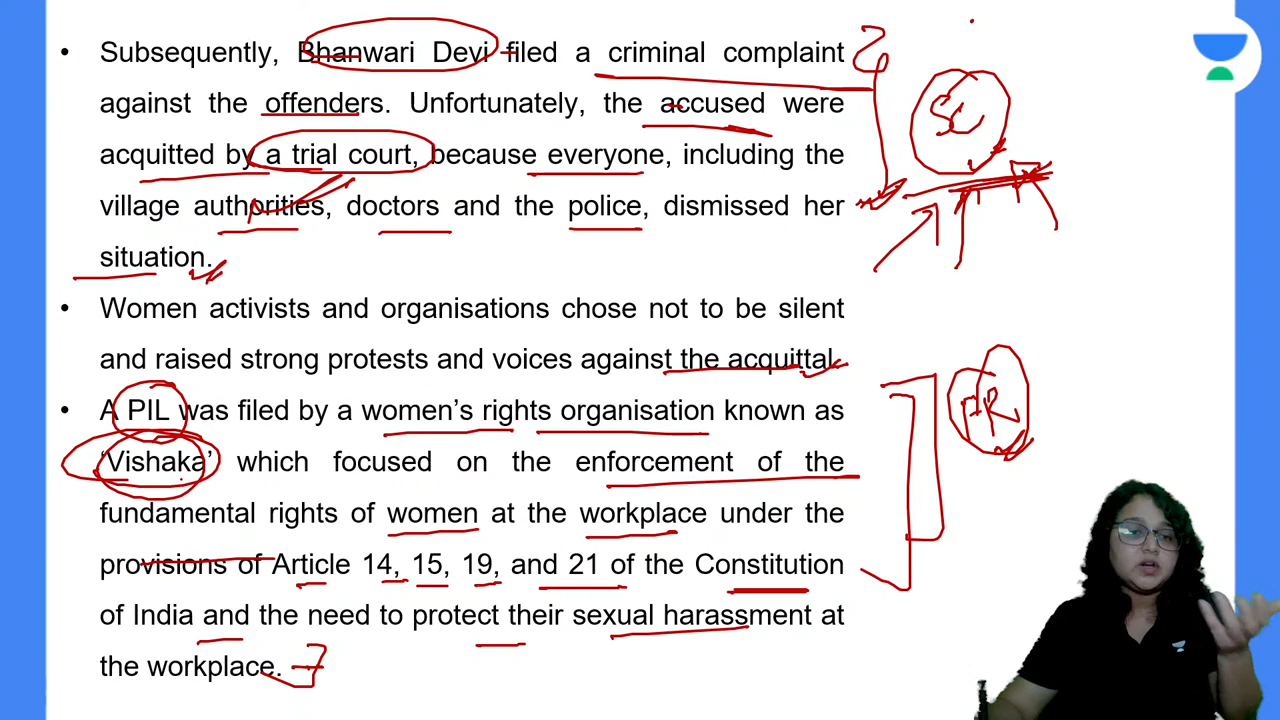 • Subsequently, Bhanwari Devi filed a criminal complaint
against the offenders. Unfortunately, the accused were
acquitted by a trial court, because everyone, including the
village authorities, doctors and the police, dismissed her
situation.
SC
• Women activists and organisations chose not to be silent
and raised strong protests and voices against the acquittal.
• A PIL was filed by a women's rights organisation known as
FR
'Vishaka' which focused on the enforcement of the
fundamental rights of women at the workplace under the
provisions of Article 14, 15, 19, and 21 of the Constitution
of India and the need to protect their sexual harassment at
the workplace.